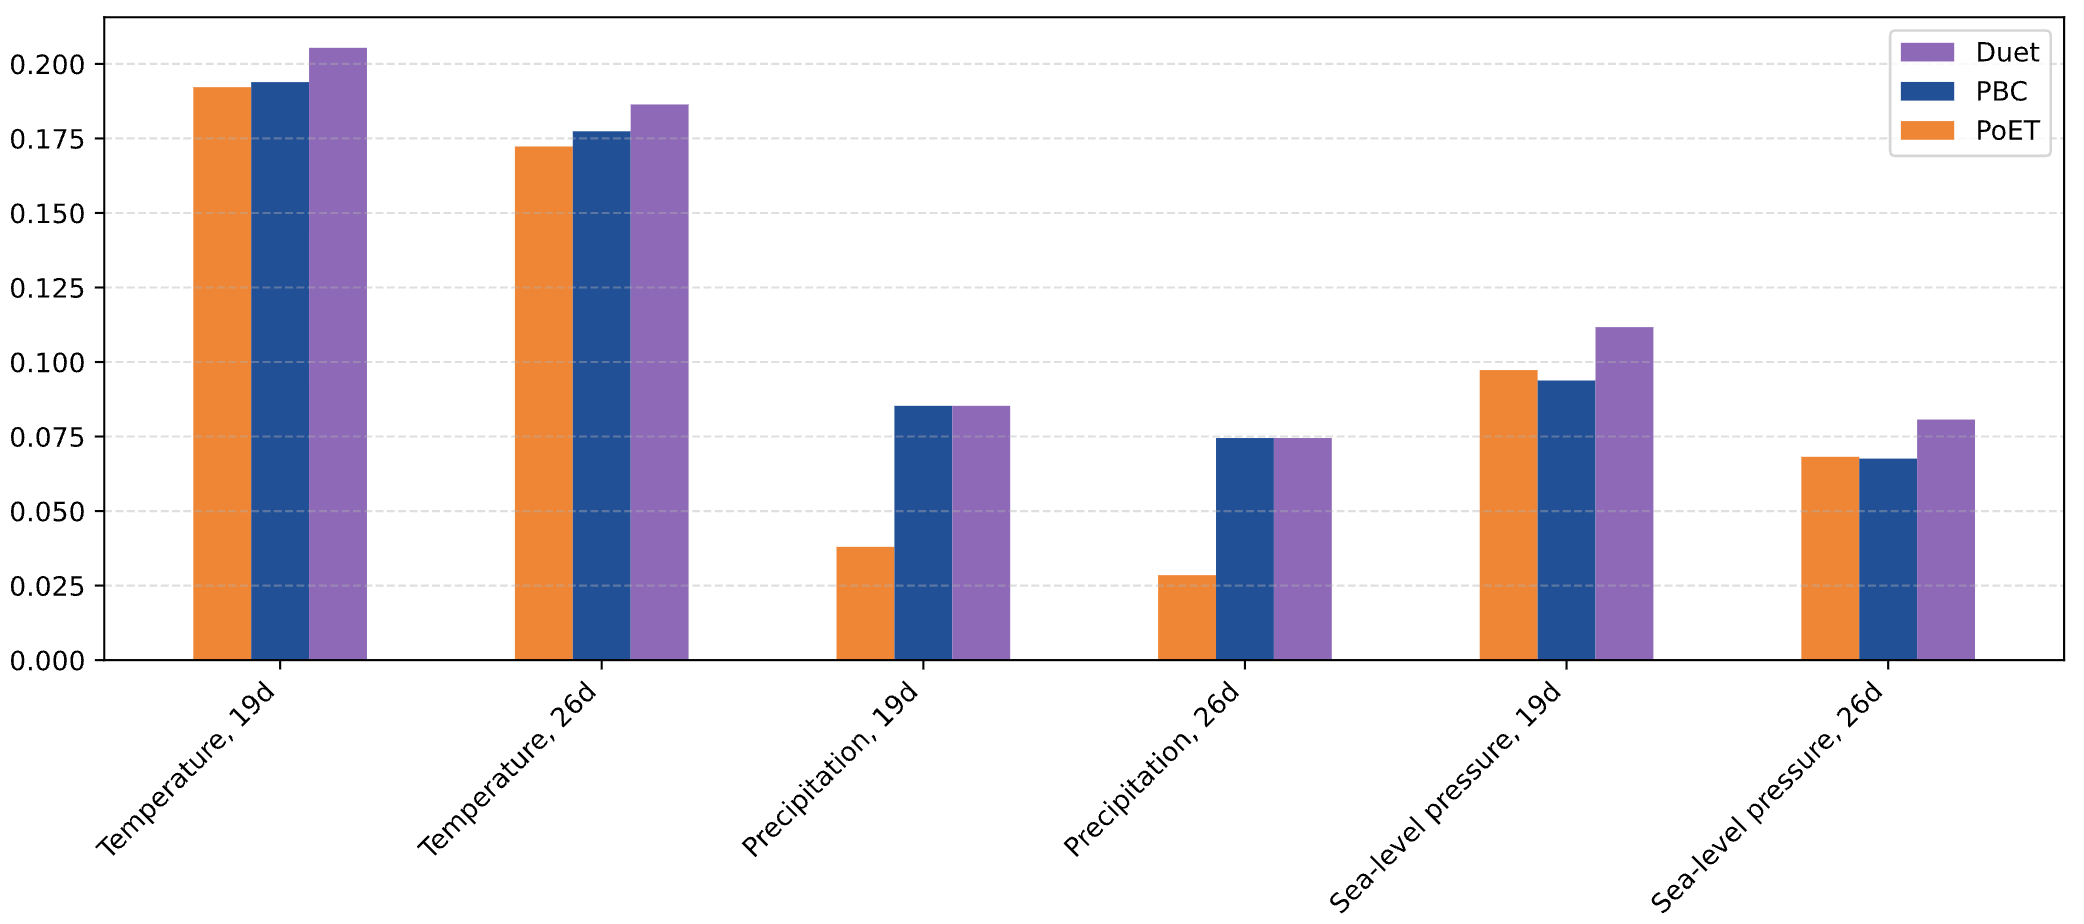 0.200
0.175
0.150
0.125
0.100
0.075
0.050
0.025
0.000
Duet
PBC
PoET
Temperature, 19d
Temperature, 26d
Precipitation, 19d
Precipitation, 26d
Sea-level pressure, 19d
Sea-level pressure, 26d